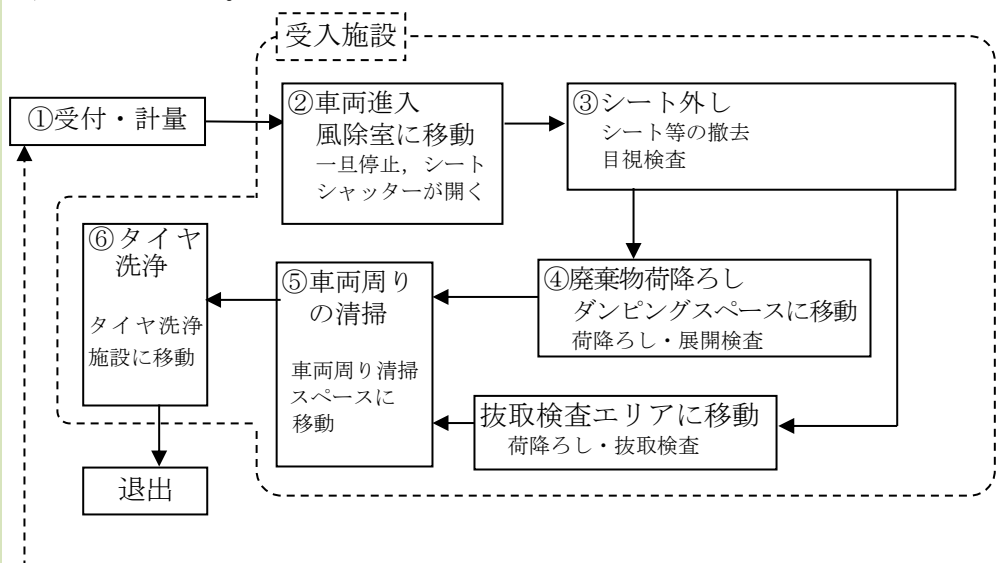 受入施設
①受付・計量
②車両進入
風除室に移動
一旦停止，シート
シャッターが開く
③シート外し
シート等の撤去
目視検査
④廃棄物荷降ろし
ダンピングスペースに移動
荷降ろし・展開検査
抜取検査エリアに移動
荷降ろし・抜取検査
⑤車両周り
の清掃
車両周り清掃
スペースに
移動
⑥タイヤ
洗浄
タイヤ洗浄
施設に移動
退出